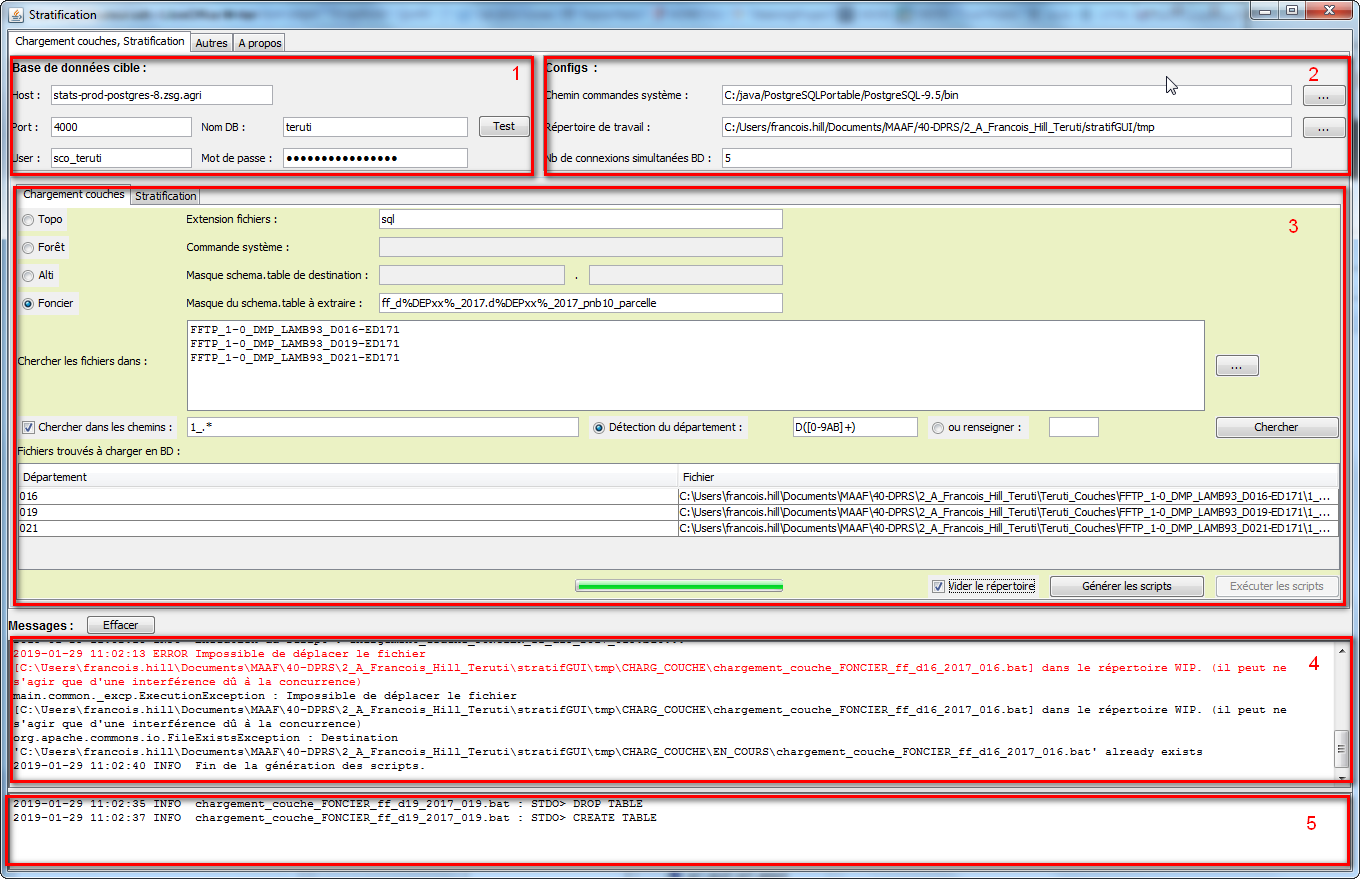 Stratification
Chargement couches, Stratification Autres A propos
Base de données cible : 1
Host : stats-prod-postgres-8.zsg.agri
Port : 4000 Nom DB : teruti Test
User : sco_teruti Mot de passe : ●●●●●●●●●●●●●●●●
Configs : 2
Chemin commandes système : C:/java/PostgreSQLPortable/PostgreSQL-9.5/bin ...
Répertoire de travail : C:/Users/francois.hill/Documents/MAAF/40-DPRS/2_A_Francois_Hill_Teruti/stratifGUI/tmp ...
Nb de connexions simultanées BD : 5
Chargement couches Stratification
3
Topo Extension fichiers : sql
Forêt Commande système :
Alti Masque schema.table de destination : .
Foncier Masque du schema.table à extraire : ff_d%DEPxx%_2017.d%DEPxx%_2017_pnb10_parcelle
FFTP_1-0_DMP_LAMB93_D016-ED171
FFTP_1-0_DMP_LAMB93_D019-ED171
FFTP_1-0_DMP_LAMB93_D021-ED171
Chercher les fichiers dans : ...
Chercher dans les chemins : 1_.* Détection du département : D([0-9AB]+) ou renseigner : Chercher
Fichiers trouvés à charger en BD :
Département Fichier
016 C:\Users\francois.hill\Documents\MAAF\40-DPRS\2_A_Francois_Hill_Teruti\Teruti_Couches\FFTP_1-0_DMP_LAMB93_D016-ED171\1_...
019 C:\Users\francois.hill\Documents\MAAF\40-DPRS\2_A_Francois_Hill_Teruti\Teruti_Couches\FFTP_1-0_DMP_LAMB93_D019-ED171\1_...
021 C:\Users\francois.hill\Documents\MAAF\40-DPRS\2_A_Francois_Hill_Teruti\Teruti_Couches\FFTP_1-0_DMP_LAMB93_D021-ED171\1_...
Vider le répertoire Générer les scripts Exécuter les scripts
Messages : Effacer
4
2019-01-29 11:02:13 ERROR Impossible de déplacer le fichier
[C:\Users\francois.hill\Documents\MAAF\40-DPRS\2_A_Francois_Hill_Teruti\stratifGUI\tmp\CHARG_COUCHE\chargement_couche_FONCIER_ff_d16_2017_016.bat] dans le répertoire WIP. (il peut ne
s'agir que d'une interférence dû à la concurrence)
main.common._excp.ExecutionException : Impossible de déplacer le fichier
[C:\Users\francois.hill\Documents\MAAF\40-DPRS\2_A_Francois_Hill_Teruti\stratifGUI\tmp\CHARG_COUCHE\chargement_couche_FONCIER_ff_d16_2017_016.bat] dans le répertoire WIP. (il peut ne
s'agir que d'une interférence dû à la concurrence)
org.apache.commons.io.FileExistsException : Destination
'C:\Users\francois.hill\Documents\MAAF\40-DPRS\2_A_Francois_Hill_Teruti\stratifGUI\tmp\CHARG_COUCHE\EN_COURS\chargement_couche_FONCIER_ff_d16_2017_016.bat' already exists
2019-01-29 11:02:40 INFO Fin de la génération des scripts.
2019-01-29 11:02:35 INFO chargement_couche_FONCIER_ff_d19_2017_019.bat : STDO> DROP TABLE
2019-01-29 11:02:37 INFO chargement_couche_FONCIER_ff_d19_2017_019.bat : STDO> CREATE TABLE
5